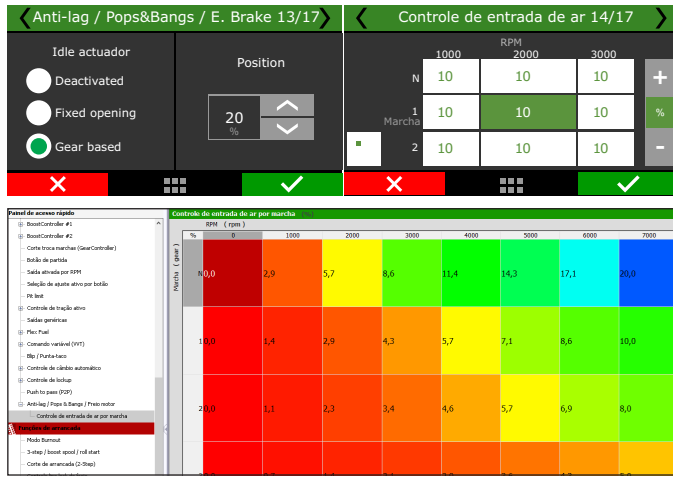 Anti-lag / Pops&Bangs / E. Brake 13/17
Idle actuador
Deactivated
Fixed opening
Gear based
Position
20
%
Controle de entrada de ar 14/17
RPM
1000 2000 3000
N 10 10 10 +
1 10 10 10 %
Marcha
2 10 10 10 -
Painel de acesso rápido
BoostController #1
BoostController #2
Corte troca marchas (GearController)
Botão de partida
Saída ativada por RPM
Seleção de ajuste ativo por botão
Pit limit
Controle de tração ativo
Saídas genéricas
Flex Fuel
Comando variável (VVT)
Blip / Punta-taco
Controle de câmbio automático
Controle de lockup
Push to pass (P2P)
Anti-lag / Pops & Bangs / Freio motor
Controle de entrada de ar por marcha
Funções de arrancada
Modo Burnout
3-step / boost spool / roll start
Corte de arrancada (2-Step)
Controle de entrada de ar por marcha (%)
RPM ( rpm )
% 0 1000 2000 3000 4000 5000 6000 7000
Marcha ( gear )
N 0,0 2,9 5,7 8,6 11,4 14,3 17,1 20,0
1 0,0 1,4 2,9 4,3 5,7 7,1 8,6 10,0
2 0,0 1,1 2,3 3,4 4,6 5,7 6,9 8,0